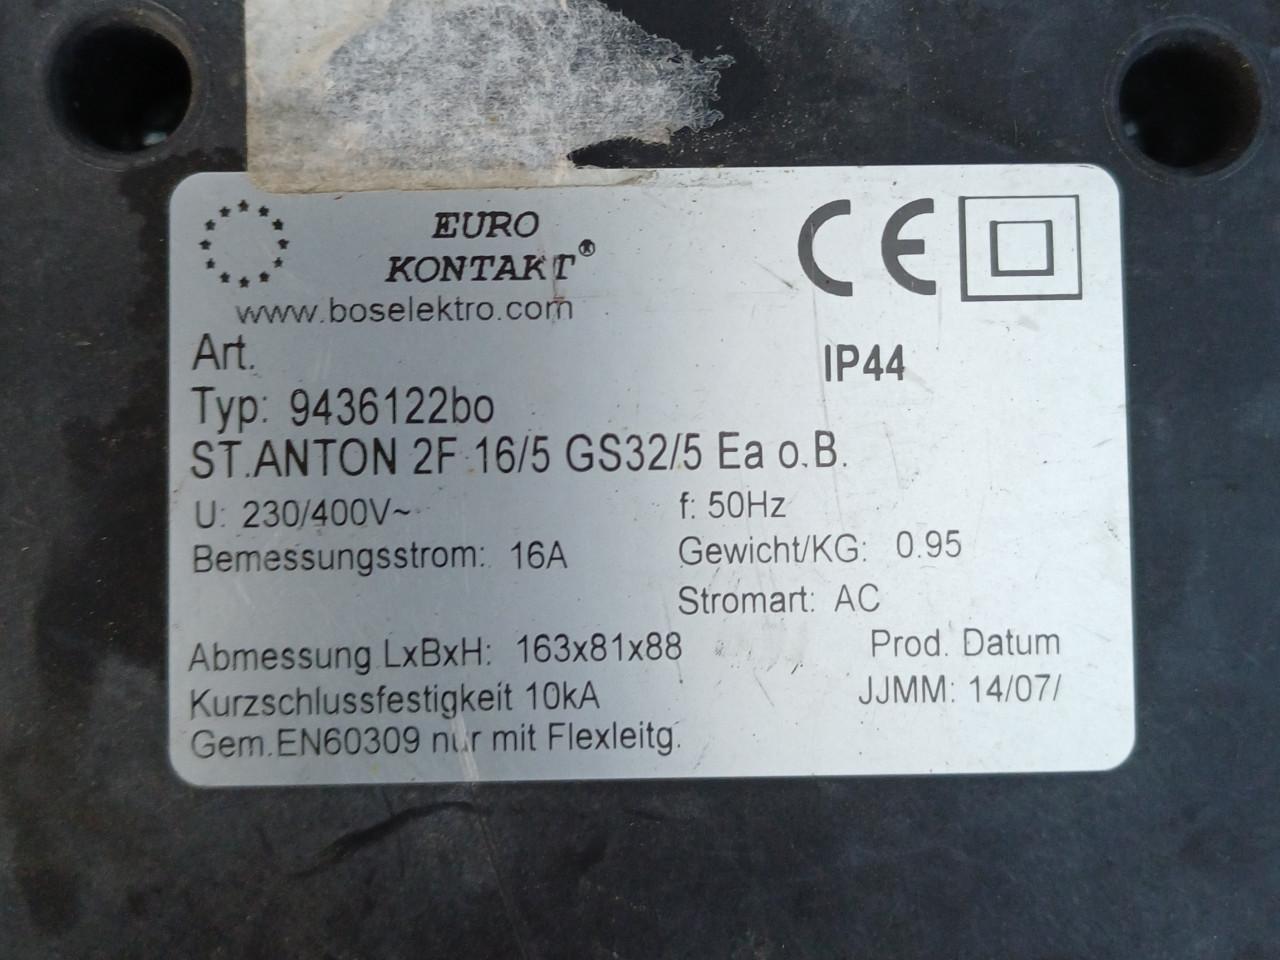 EURO
KONTAKT®
www.boselektro.com
CE
Art.
IP44
Typ: 9436122bo
ST.ANTON 2F 16/5 GS32/5 Ea o.B.
U: 230/400V~ f: 50Hz
Bemessungsstrom: 16A Gewicht/KG: 0.95
Stromart: AC
Abmessung LxBxH: 163x81x88 Prod. Datum
Kurzschlussfestigkeit 10kA JJMM: 14/07/
Gem.EN60309 nur mit Flexleitg.